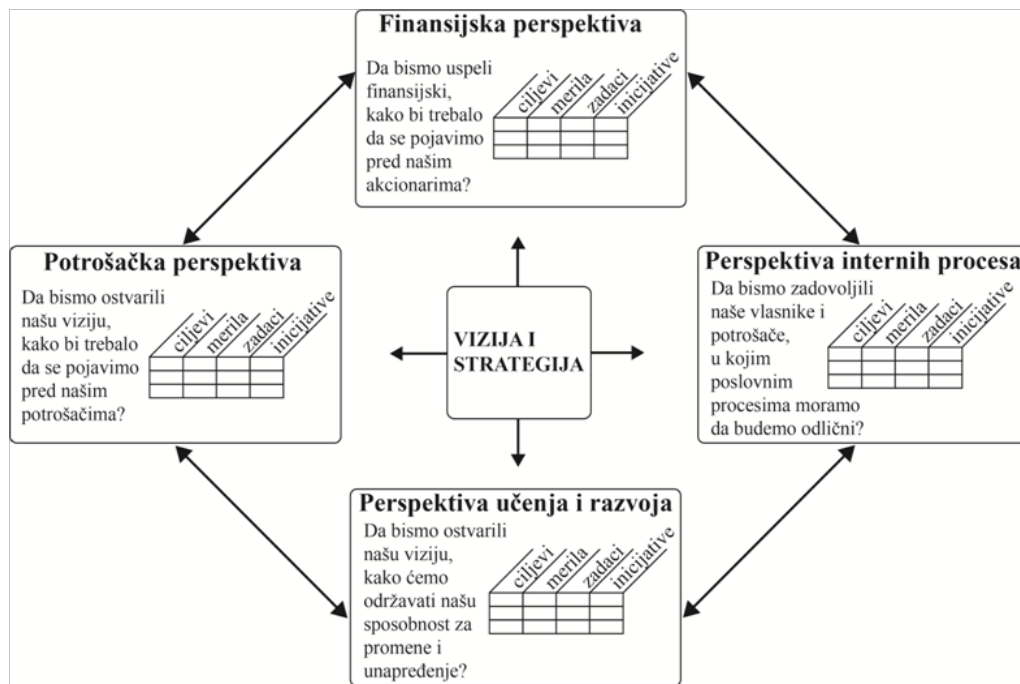 Finansijska perspektiva
Da bismo uspeli
finansijski,
kako bi trebalo
da se pojavimo
pred našim
akcionarima?
ciljevi
merila
zadaci
inicijative
Potrošačka perspektiva
Da bismo ostvarili
našu viziju,
kako bi trebalo
da se pojavimo
pred našim
potrošačima?
ciljevi
merila
zadaci
inicijative
VIZIJA I
STRATEGIJA
Perspektiva internih procesa
Da bismo zadovoljili
naše vlasnike i
potrošače,
u kojim
poslovnim
procesima moramo
da budemo odlični?
ciljevi
merila
zadaci
inicijative
Perspektiva učenja i razvoja
Da bismo ostvarili
našu viziju,
kako ćemo
održavati našu
sposobnost za
promene i
unapređenje?
ciljevi
merila
zadaci
inicijative